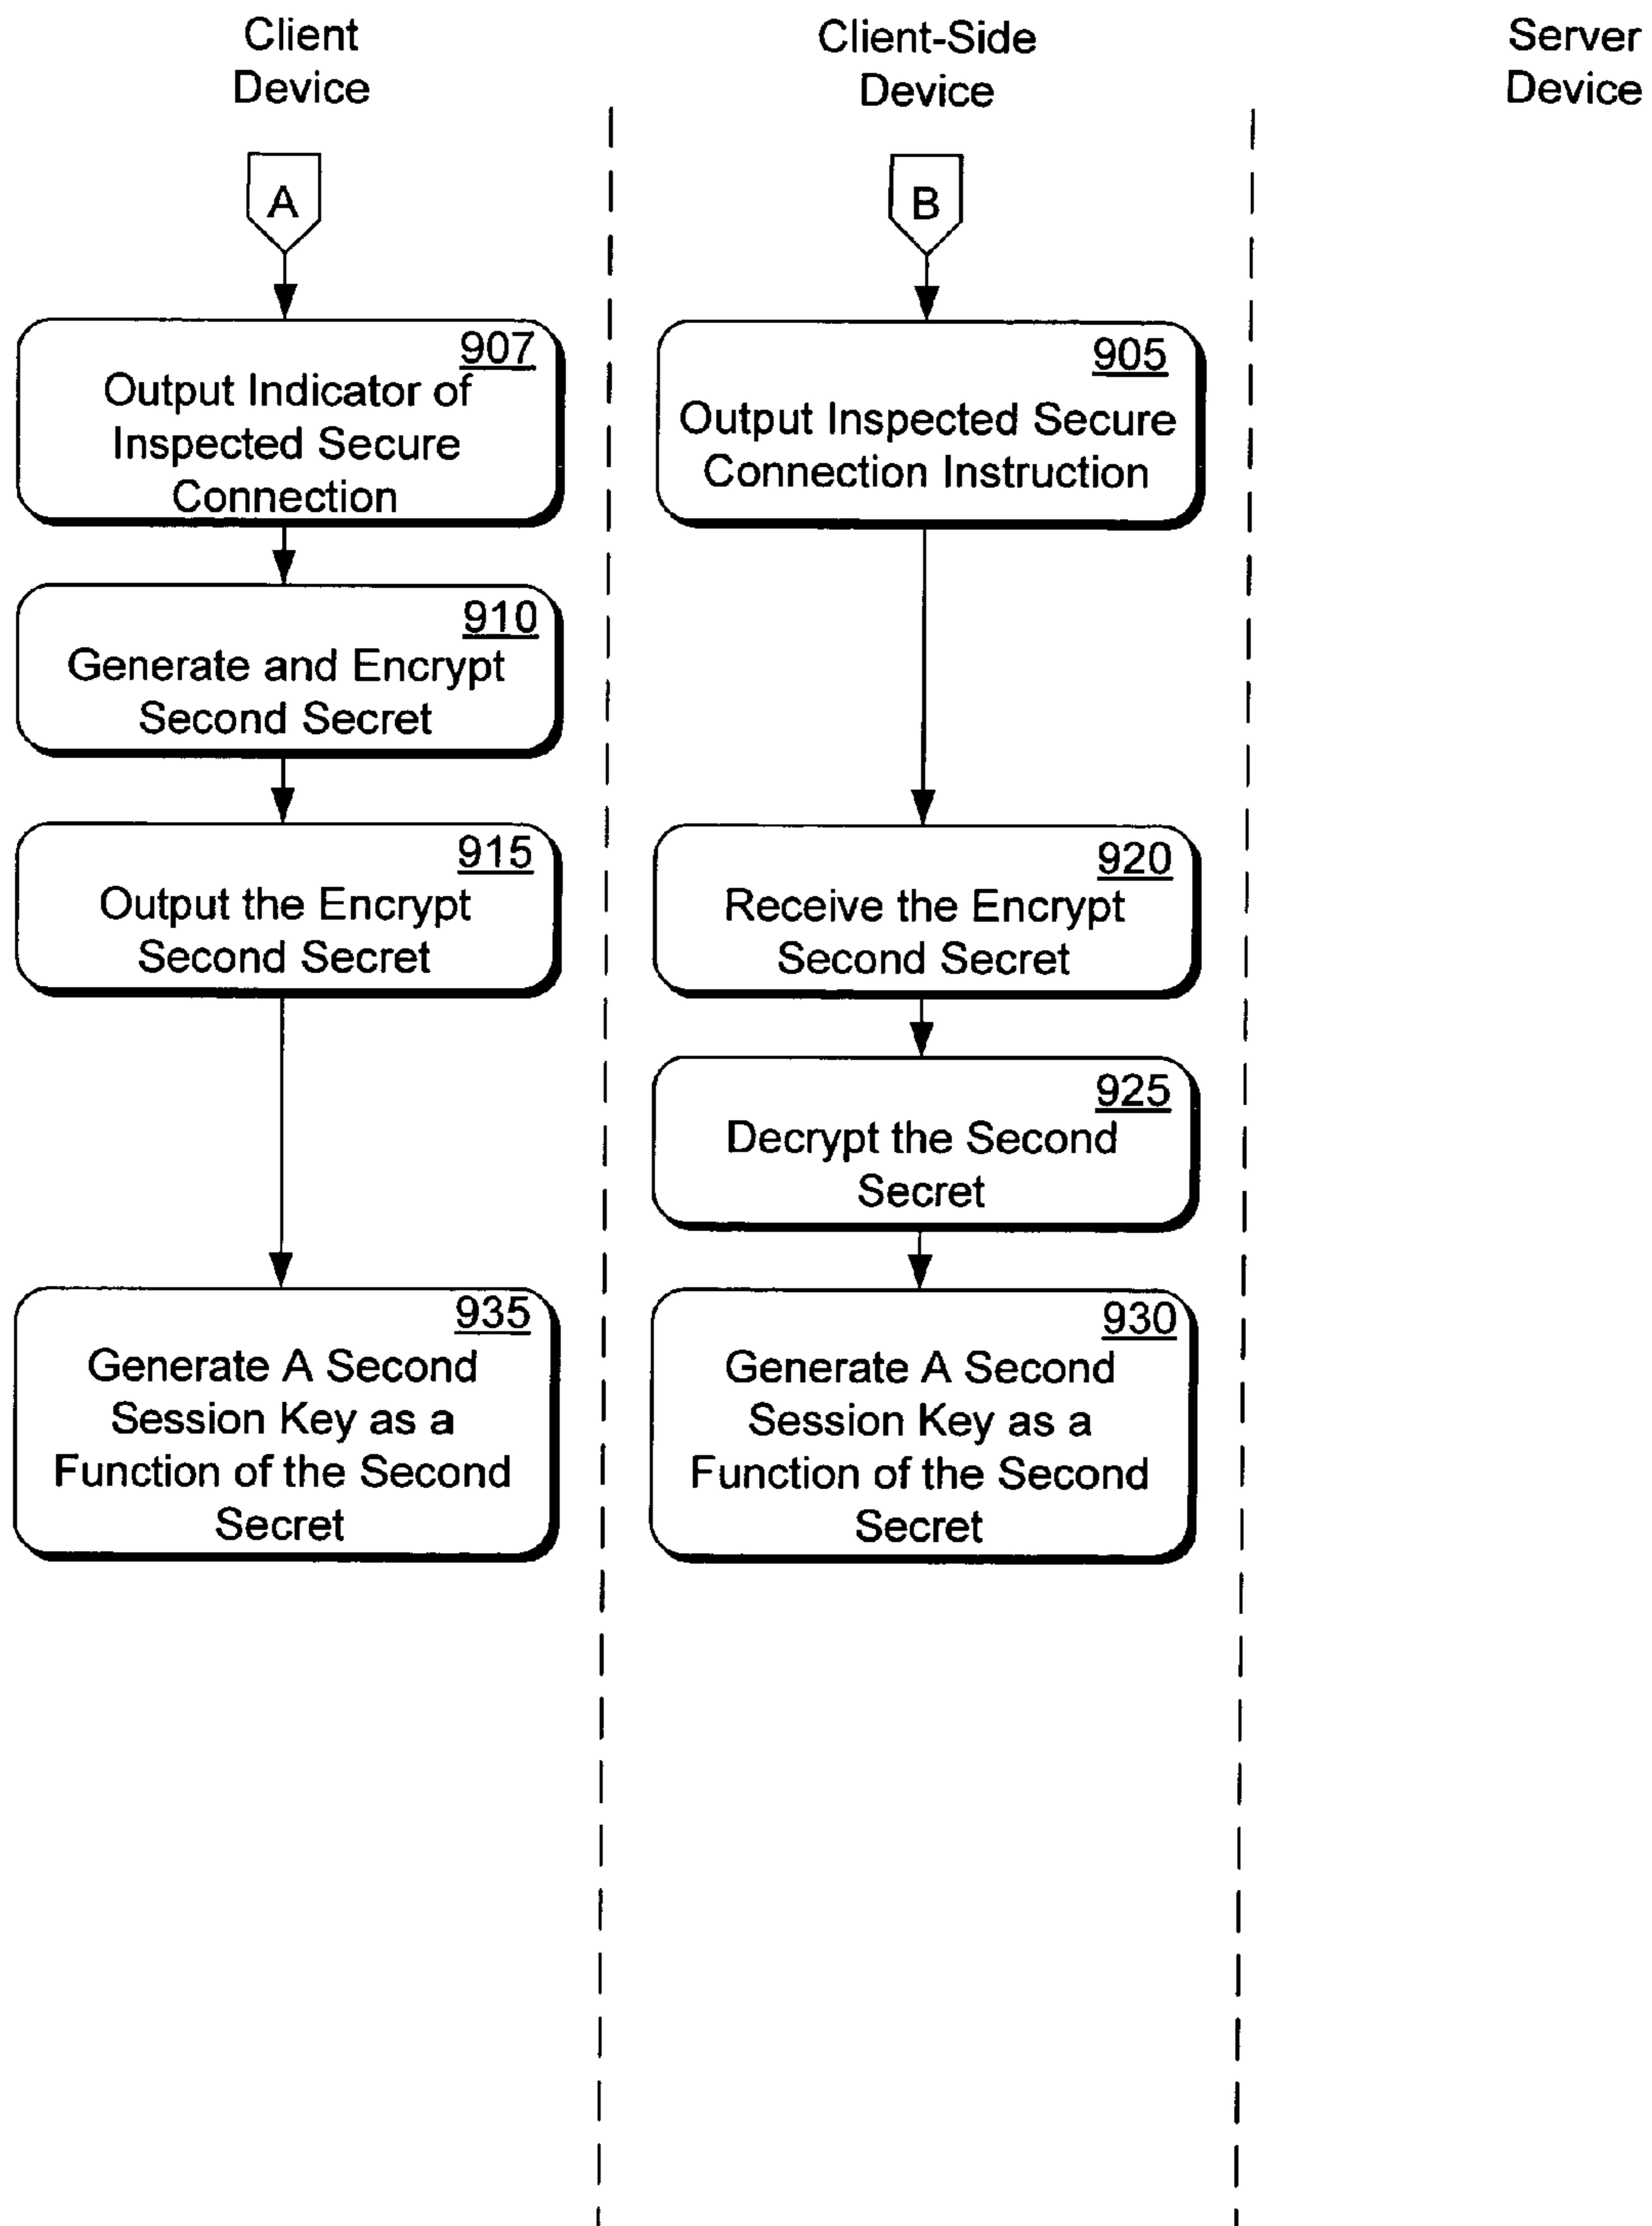 Client
Device
Client-Side
Device
Server
Device
A
B
907
Output Indicator of
Inspected Secure
Connection
905
Output Inspected Secure
Connection Instruction
910
Generate and Encrypt
Second Secret
915
Output the Encrypt
Second Secret
920
Receive the Encrypt
Second Secret
925
Decrypt the Second
Secret
935
Generate A Second
Session Key as a
Function of the Second
Secret
930
Generate A Second
Session Key as a
Function of the Second
Secret